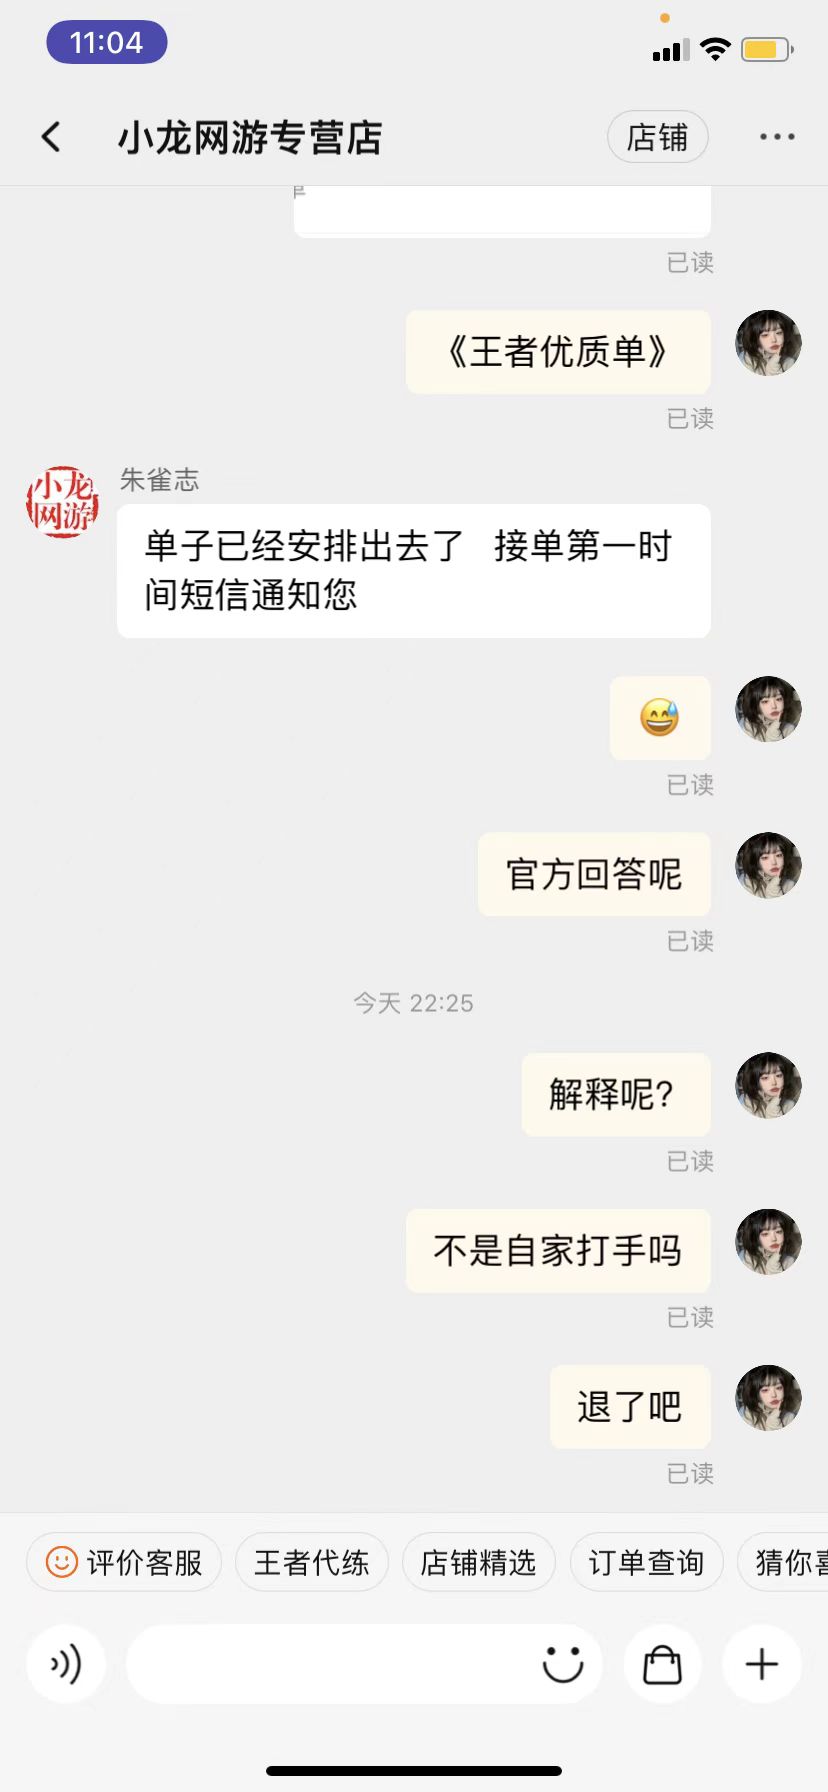 11:04
小龙网游专营店
店铺
已读
《王者优质单》
已读
小龙
网游
朱雀志
单子已经安排出去了 接单第一时
间短信通知您
已读
官方回答呢
已读
今天 22:25
解释呢?
已读
不是自家打手吗
已读
退了吧
已读
评价客服
王者代练
店铺精选
订单查询
猜你喜